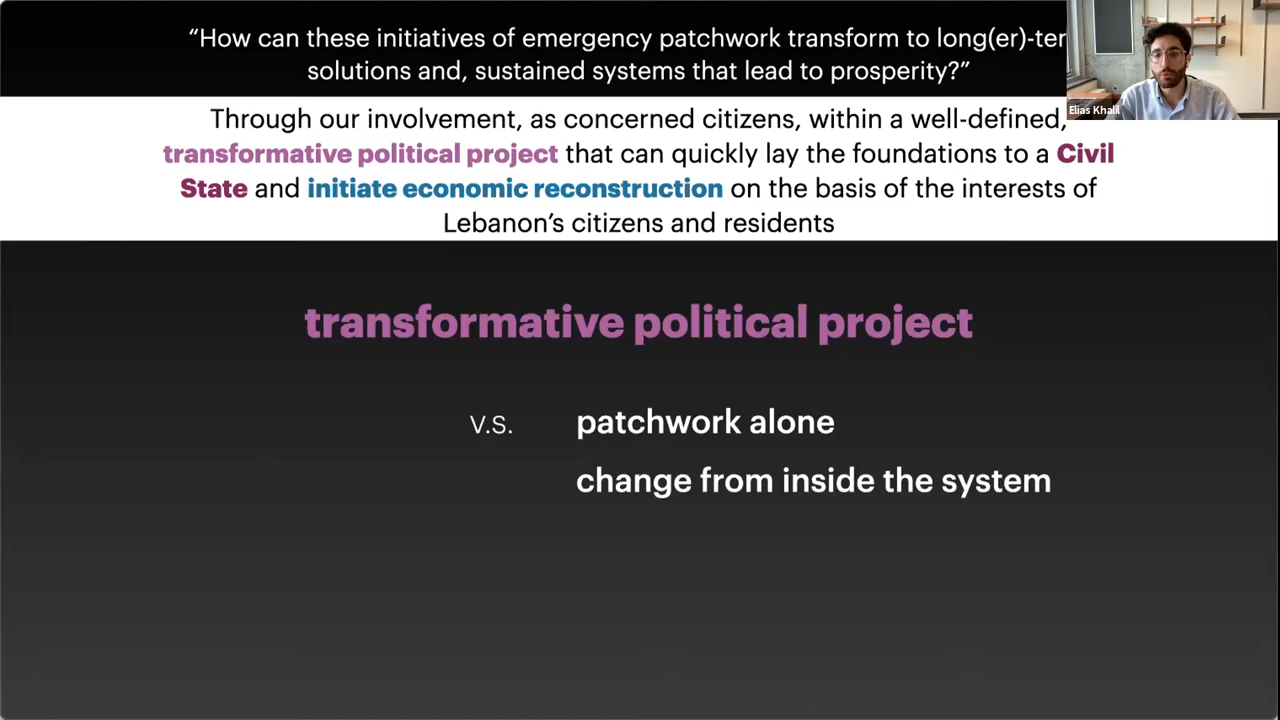 “How can these initiatives of emergency patchwork transform to long(er)-ter
solutions and, sustained systems that lead to prosperity?”
Elias Khalil
Through our involvement, as concerned citizens, within a well-defined,
transformative political project that can quickly lay the foundations to a Civil
State and initiate economic reconstruction on the basis of the interests of
Lebanon’s citizens and residents
transformative political project
v.s. patchwork alone
change from inside the system